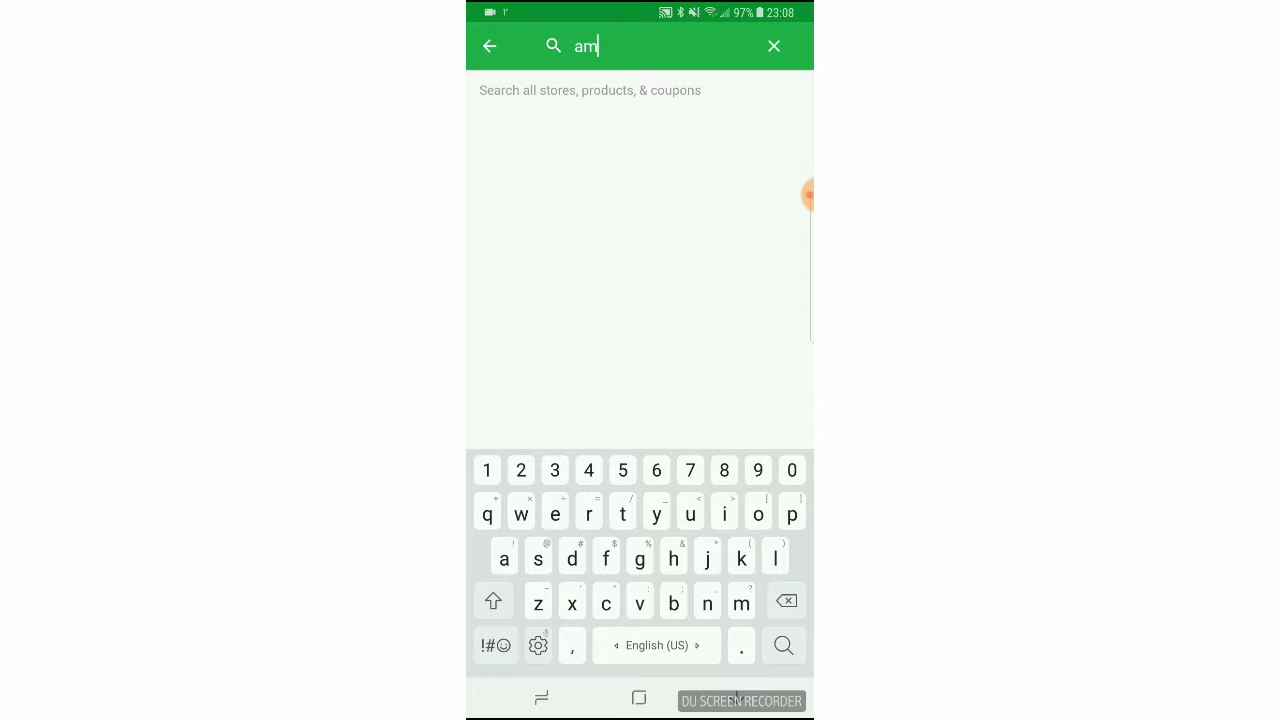 1' 97% 23:08
am
Search all stores, products, & coupons
1 2 3 4 5 6 7 8 9 0
+ × ÷ = / _ < > [ ]
q w e r t y u i o p
! @ # $ % & * ( )
a s d f g h j k l
- ' " : ; , ?
z x c v b n m
!#☺ , English (US) .
DU SCREEN RECORDER